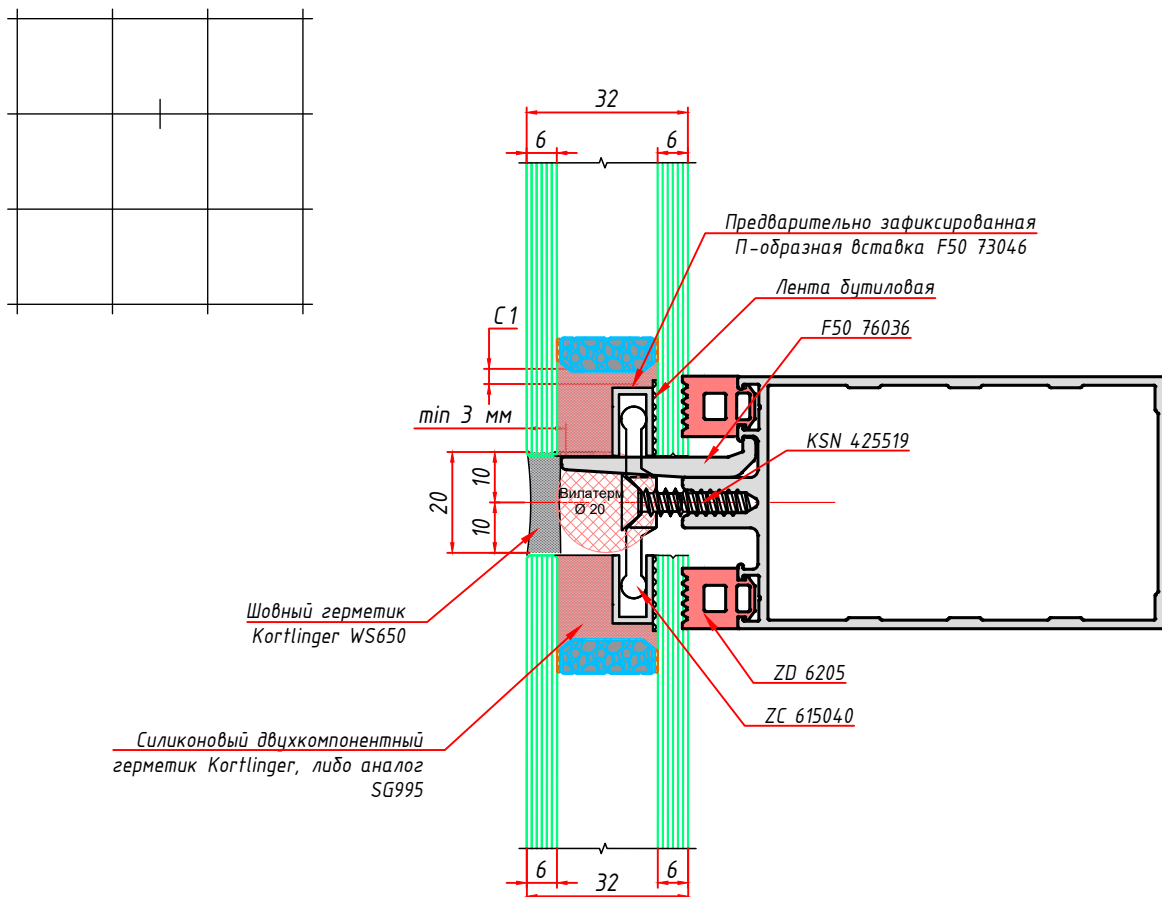 32
6
6
Предварительно зафиксированная
П-образная вставка F50 73046
Лента бутиловая
C1
F50 76036
min 3 мм
KSN 425519
20
10
10
Вилатерм
Ø 20
Шовный герметик
Kortlinger WS650
ZD 6205
ZC 615040
Силиконовый двухкомпонентный
герметик Kortlinger, либо аналог
SG995
6
6
32